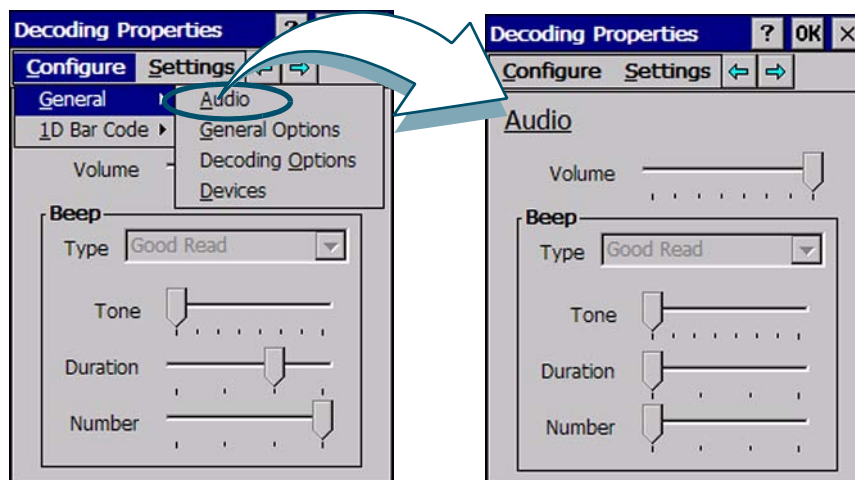 Decoding Properties ?
Configure Settings
General Audio
1D Bar Code General Options
Volume Decoding Options
Devices
Beep
Type Good Read
Tone
Duration
Number
Decoding Properties ? OK ×
Configure Settings
Audio
Volume
Beep
Type Good Read
Tone
Duration
Number